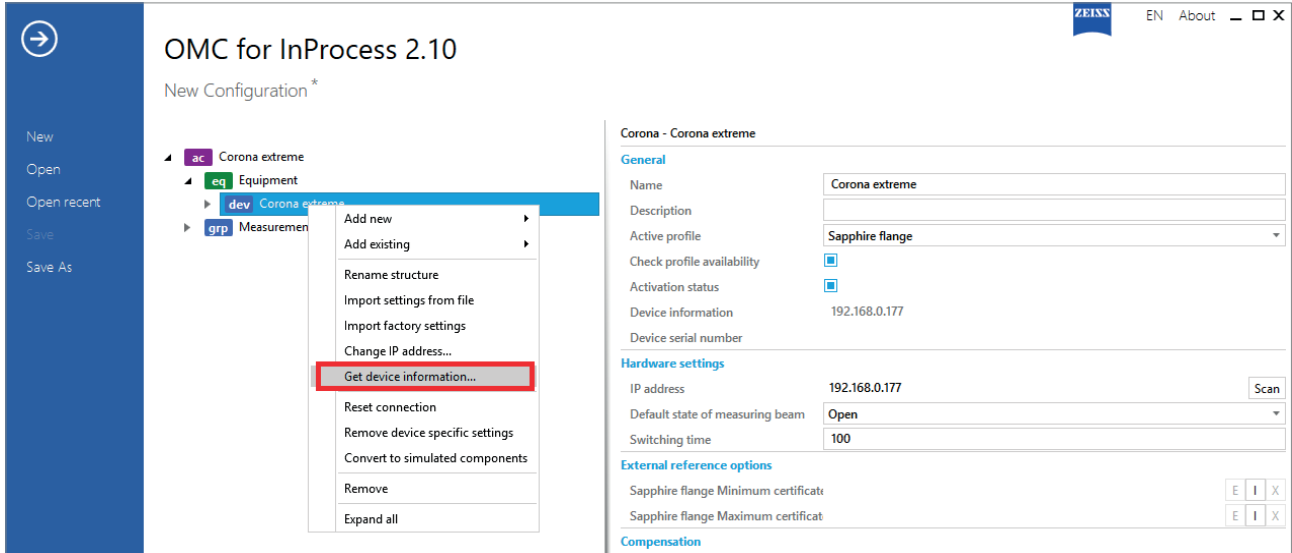 ZEISS
EN About
OMC for InProcess 2.10
New Configuration *
New
Open
Open recent
Save
Save As
ac Corona extreme
eq Equipment
dev Corona extreme
grp Measuremen
Add new
Add existing
Rename structure
Import settings from file
Import factory settings
Change IP address...
Get device information...
Reset connection
Remove device specific settings
Convert to simulated components
Remove
Expand all
Corona - Corona extreme
General
Name Corona extreme
Description
Active profile Sapphire flange
Check profile availability
Activation status
Device information 192.168.0.177
Device serial number
Hardware settings
IP address 192.168.0.177 Scan
Default state of measuring beam Open
Switching time 100
External reference options
Sapphire flange Minimum certificate E I X
Sapphire flange Maximum certificat E I X
Compensation